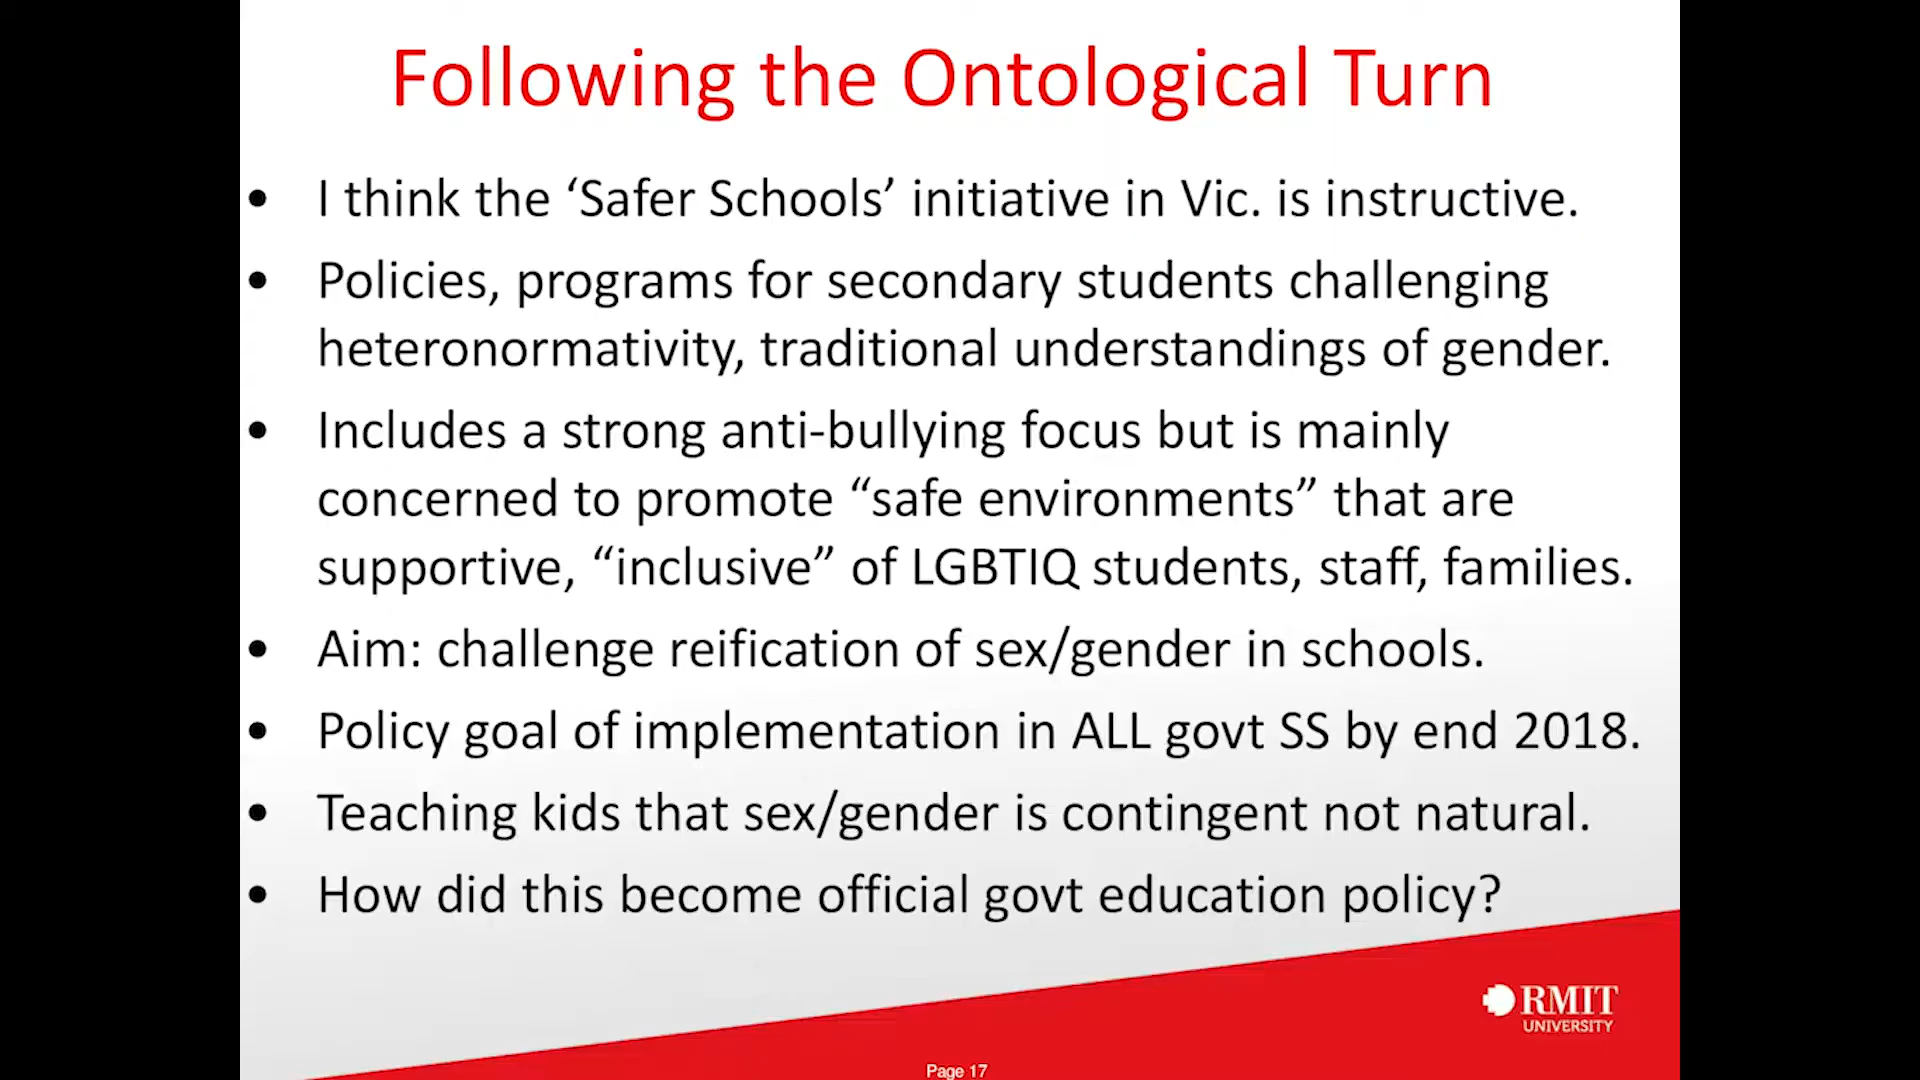 Following the Ontological Turn
• I think the ‘Safer Schools’ initiative in Vic. is instructive.
• Policies, programs for secondary students challenging
heteronormativity, traditional understandings of gender.
• Includes a strong anti-bullying focus but is mainly
concerned to promote “safe environments” that are
supportive, “inclusive” of LGBTIQ students, staff, families.
• Aim: challenge reification of sex/gender in schools.
• Policy goal of implementation in ALL govt SS by end 2018.
• Teaching kids that sex/gender is contingent not natural.
• How did this become official govt education policy?
RMIT
UNIVERSITY
Page 17